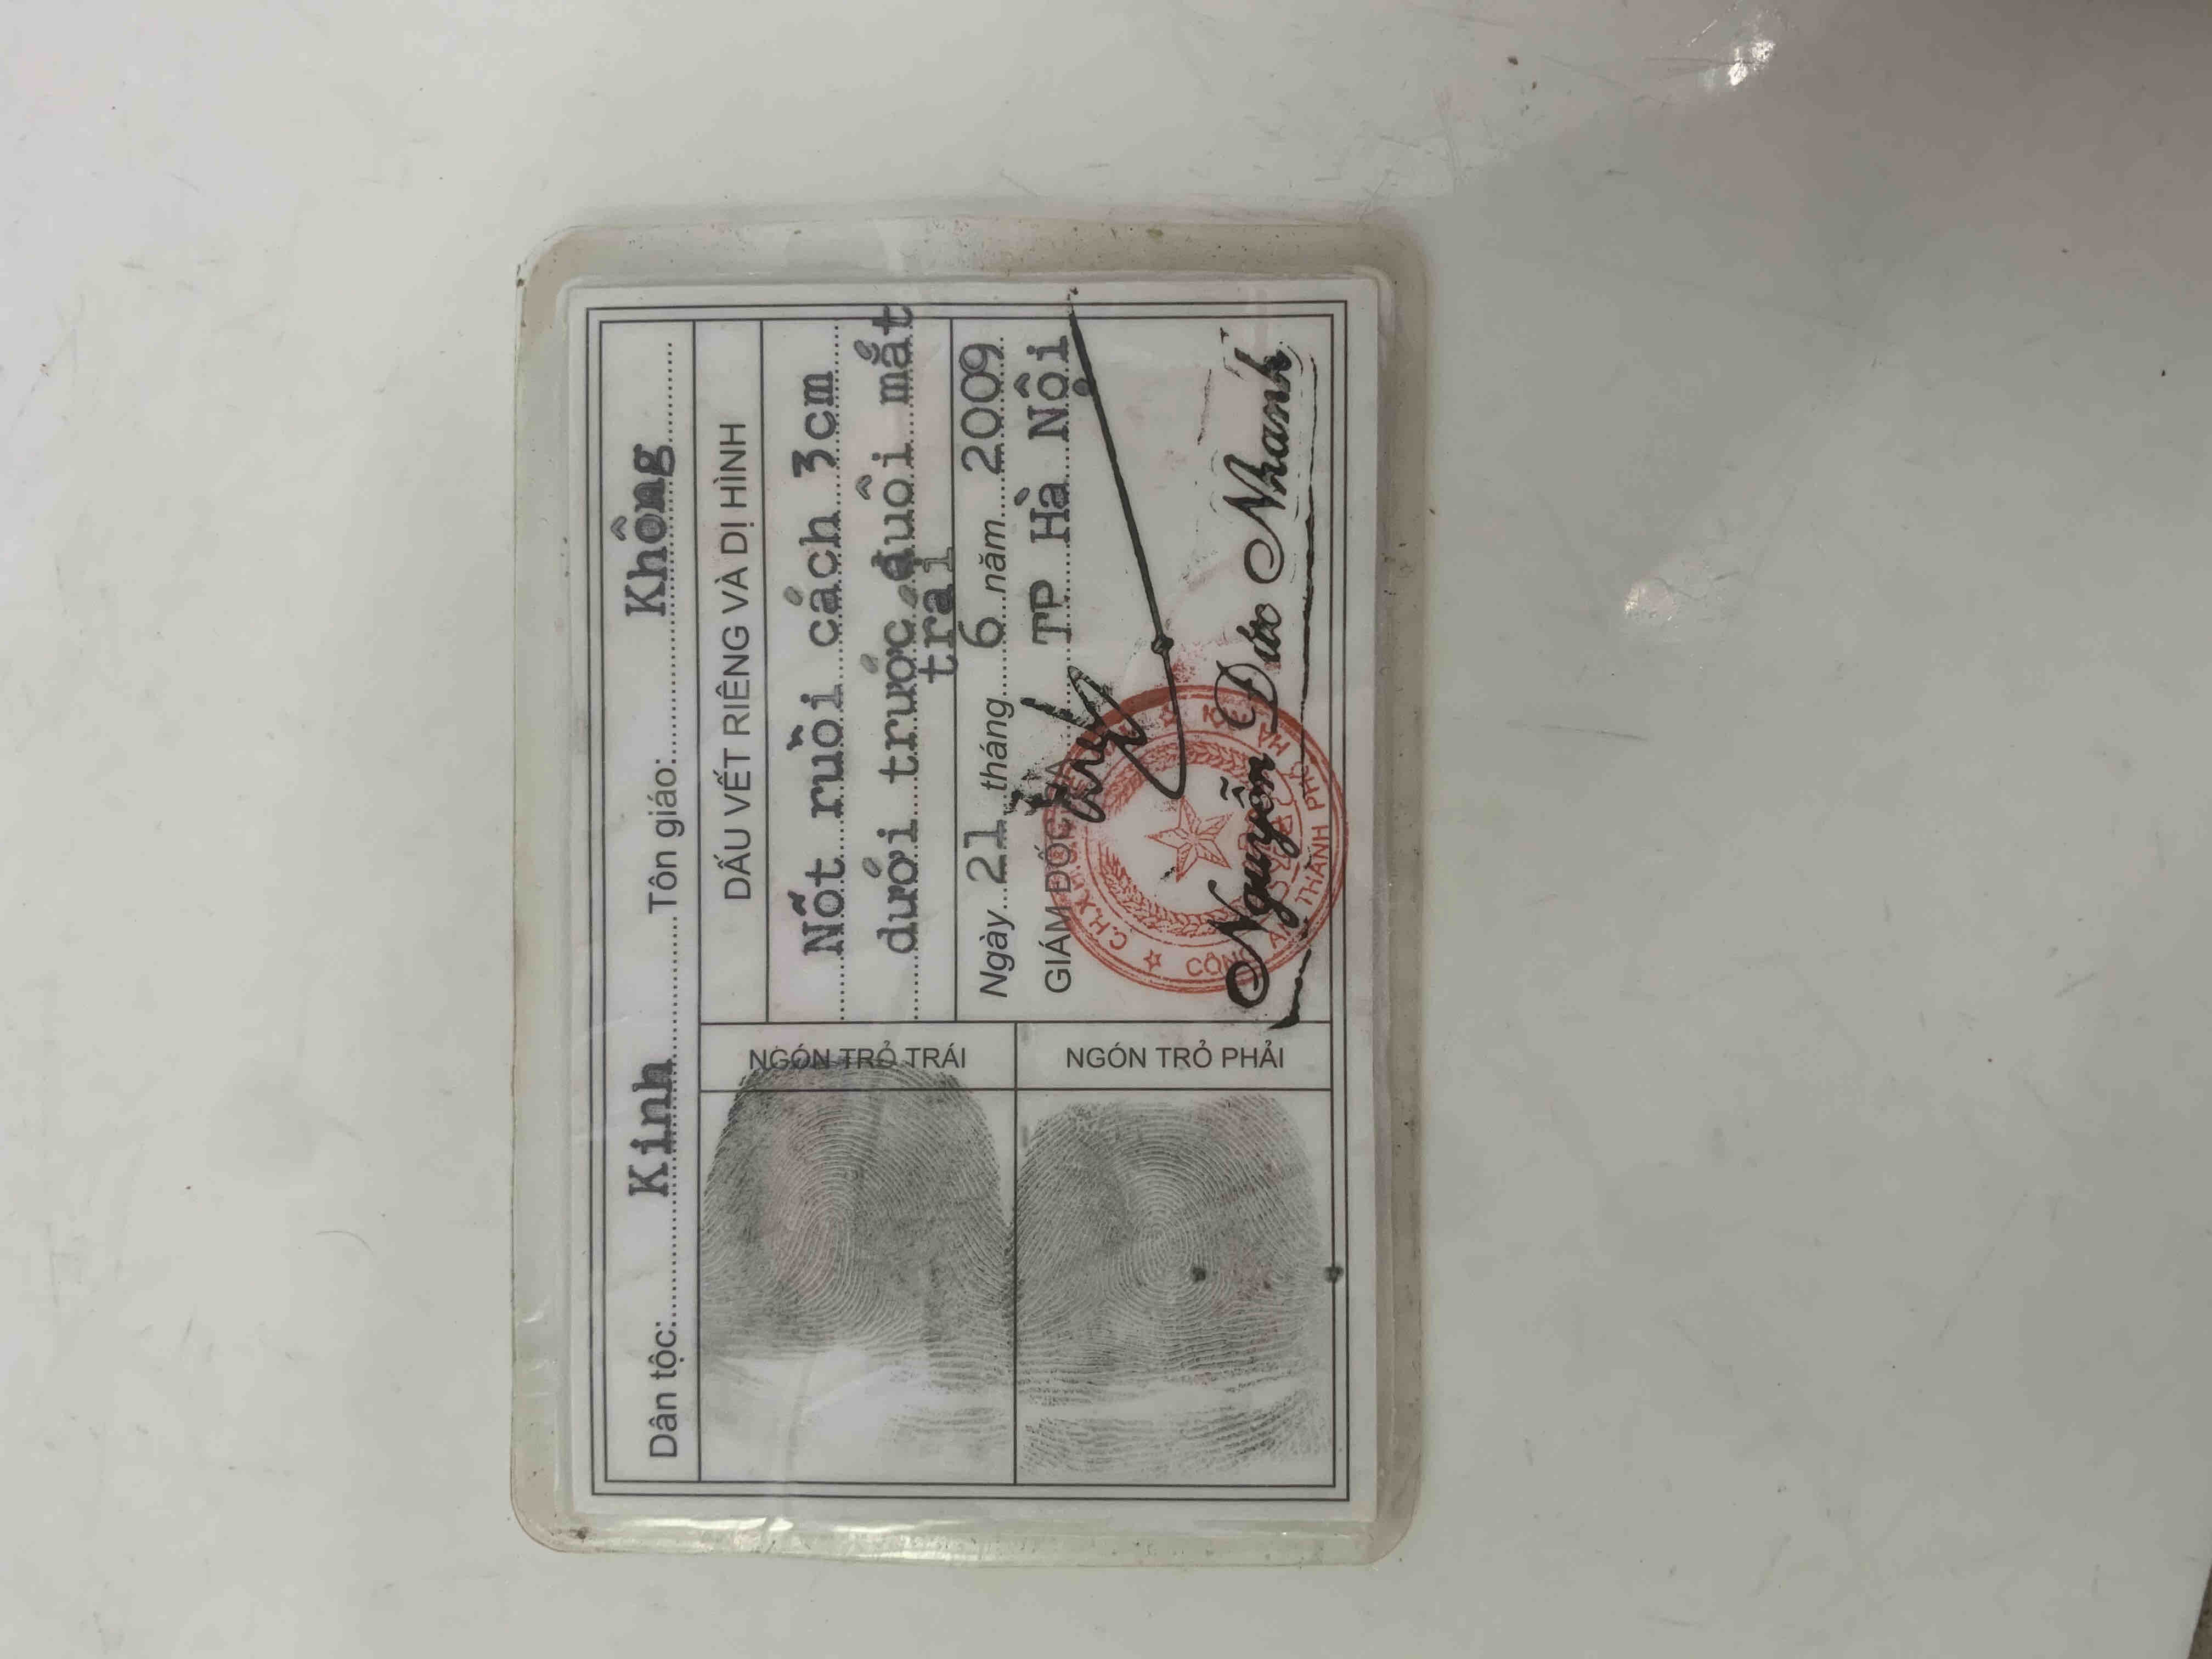 Dân tộc: Kinh Tôn giáo: Không
DẤU VẾT RIÊNG VÀ DỊ HÌNH
Nốt ruồi cách 3cm
dưới trước đuôi mắt
trái
Ngày 21 tháng 6 năm 2009
GIÁM ĐỐC CA TP Hà Nội
Nguyễn Đức Nhanh
NGÓN TRỎ TRÁI
NGÓN TRỎ PHẢI